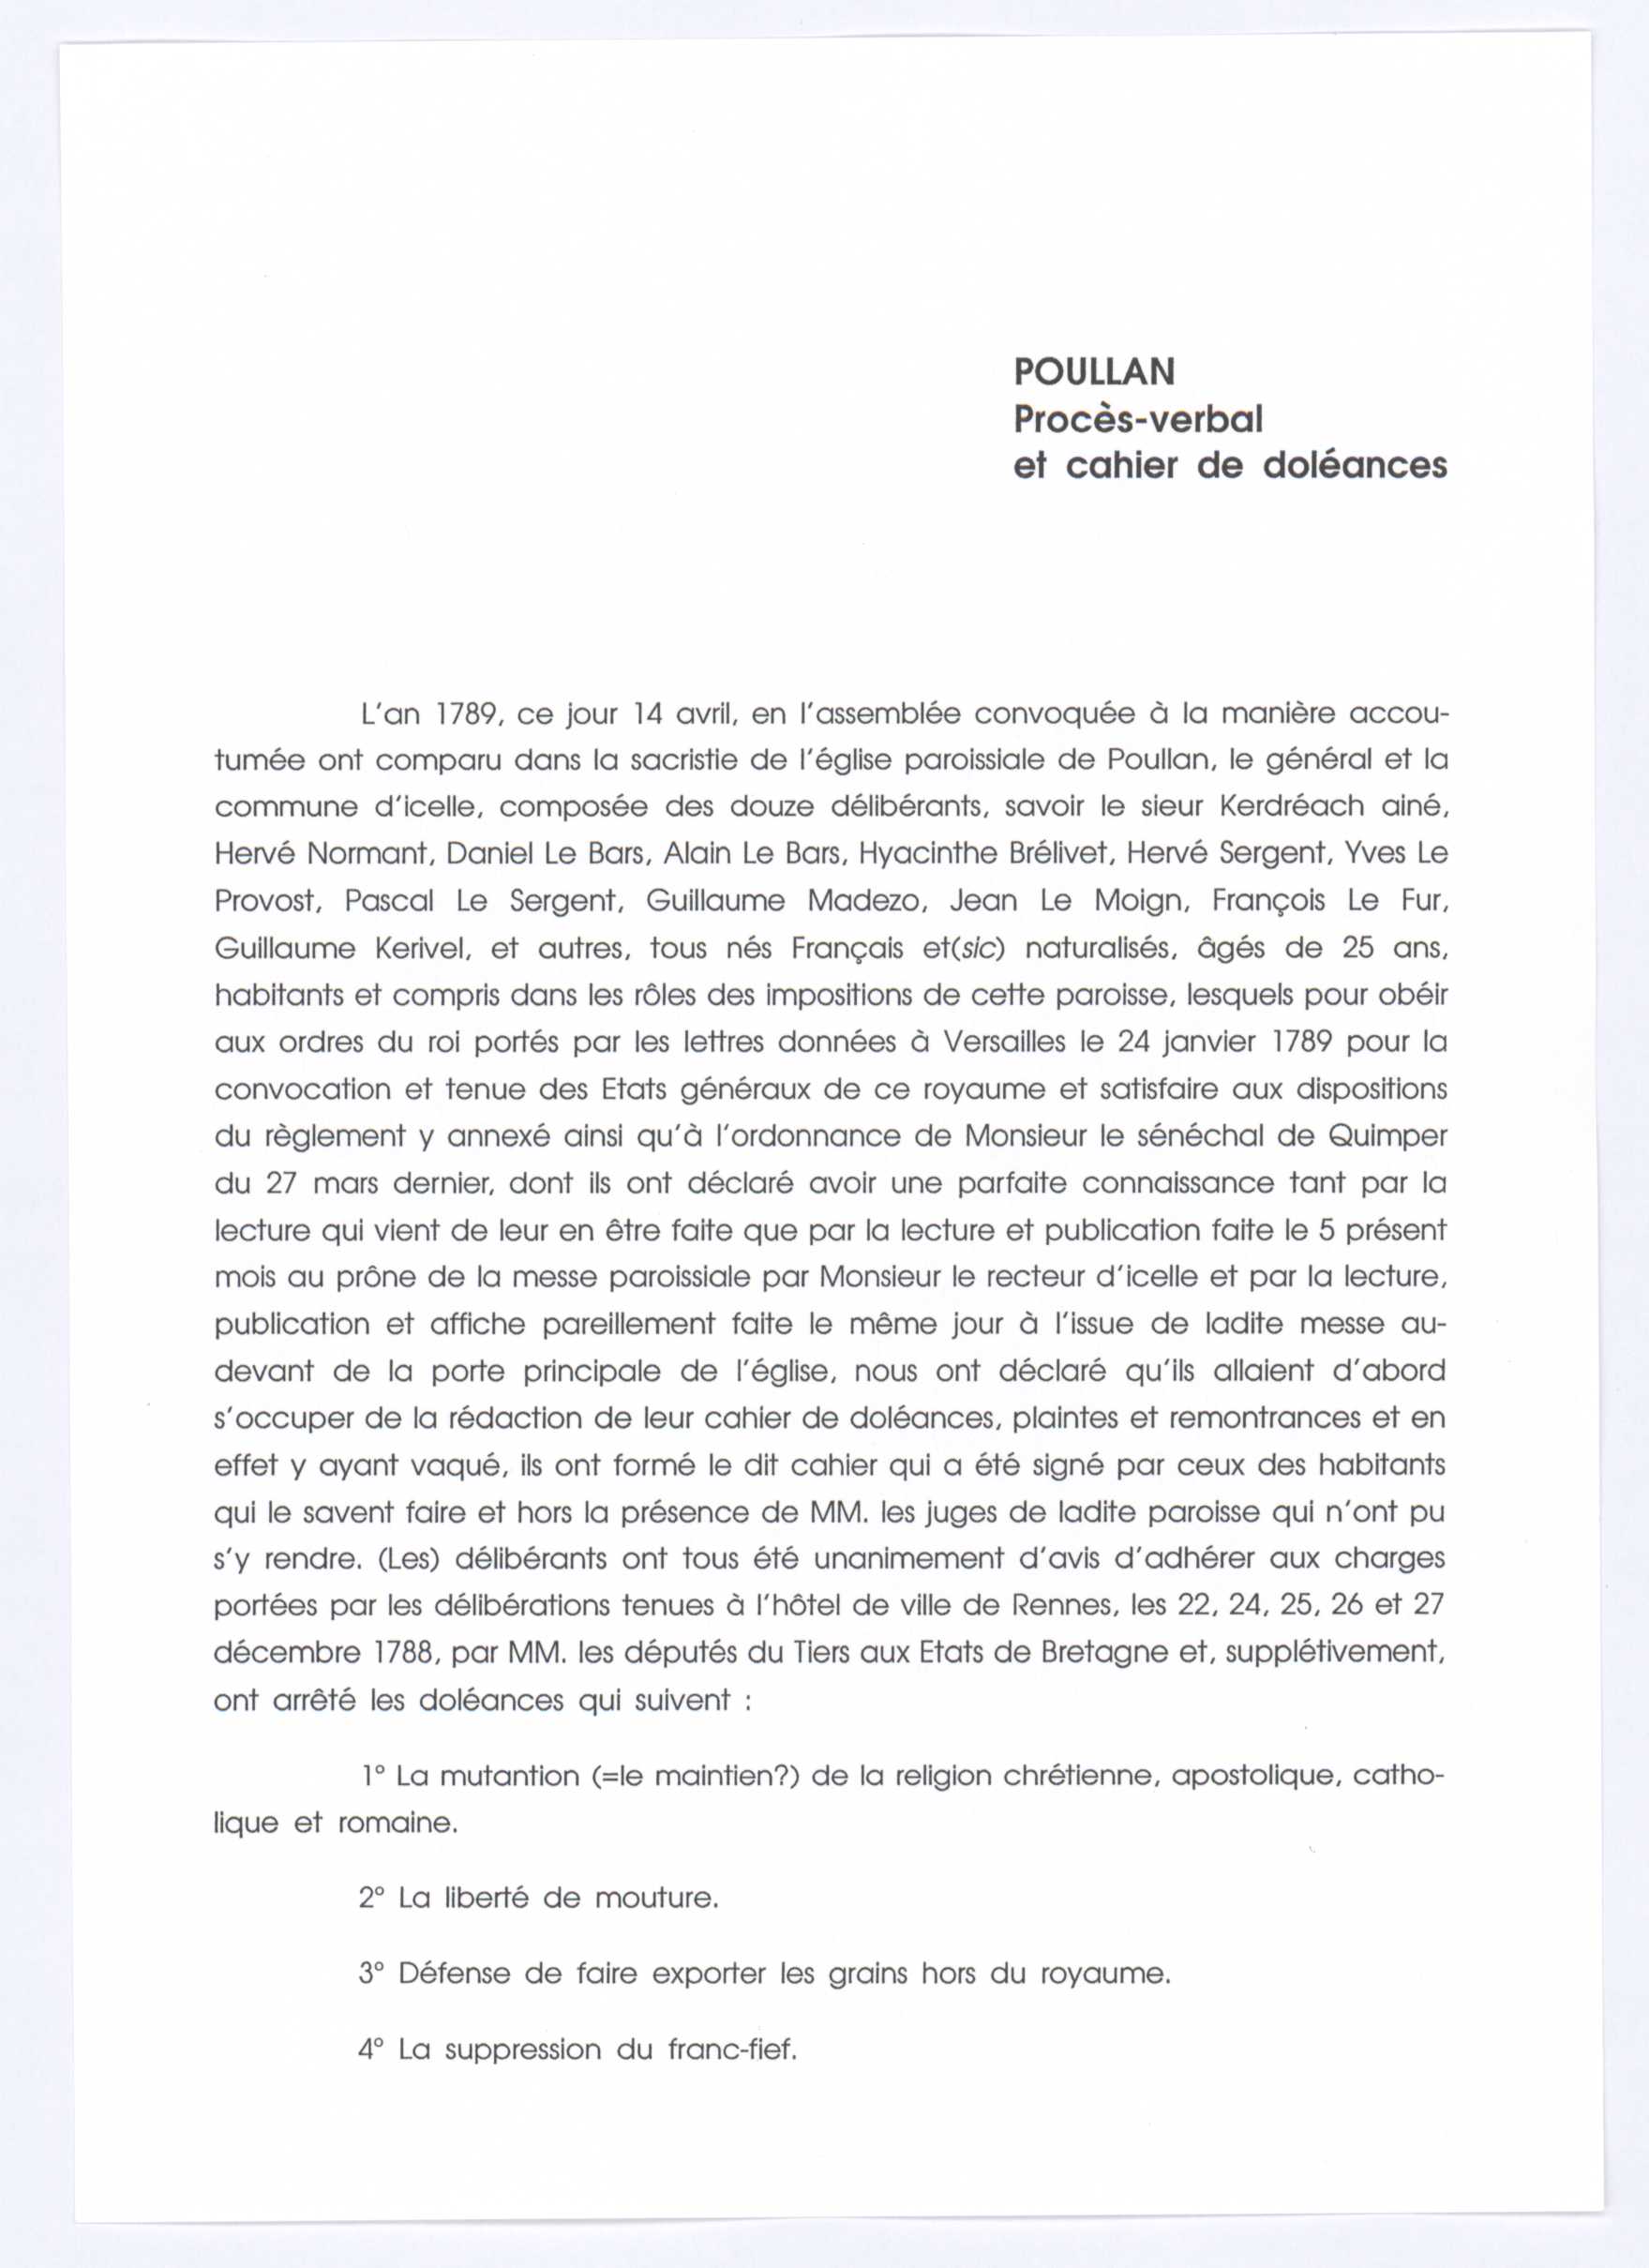 POULLAN
Procès-verbal
et cahier de doléances
L'an 1789, ce jour 14 avril, en l'assemblée convoquée à la manière accou-
tumée ont comparu dans la sacristie de l'église paroissiale de Poullan, le général et la
commune d'icelle, composée des douze délibérants, savoir le sieur Kerdréach ainé,
Hervé Normant, Daniel Le Bars, Alain Le Bars, Hyacinthe Brélivet, Hervé Sergent, Yves Le
Provost, Pascal Le Sergent, Guillaume Madezo, Jean Le Moign, François Le Fur,
Guillaume Kerivel, et autres, tous nés Français et(sic) naturalisés, âgés de 25 ans,
habitants et compris dans les rôles des impositions de cette paroisse, lesquels pour obéir
aux ordres du roi portés par les lettres données à Versailles le 24 janvier 1789 pour la
convocation et tenue des Etats généraux de ce royaume et satisfaire aux dispositions
du règlement y annexé ainsi qu'à l'ordonnance de Monsieur le sénéchal de Quimper
du 27 mars dernier, dont ils ont déclaré avoir une parfaite connaissance tant par la
lecture qui vient de leur en être faite que par la lecture et publication faite le 5 présent
mois au prône de la messe paroissiale par Monsieur le recteur d'icelle et par la lecture,
publication et affiche pareillement faite le même jour à l'issue de ladite messe au-
devant de la porte principale de l'église, nous ont déclaré qu'ils allaient d'abord
s'occuper de la rédaction de leur cahier de doléances, plaintes et remontrances et en
effet y ayant vaqué, ils ont formé le dit cahier qui a été signé par ceux des habitants
qui le savent faire et hors la présence de MM. les juges de ladite paroisse qui n'ont pu
s'y rendre. (Les) délibérants ont tous été unanimement d'avis d'adhérer aux charges
portées par les délibérations tenues à l'hôtel de ville de Rennes, les 22, 24, 25, 26 et 27
décembre 1788, par MM. les députés du Tiers aux Etats de Bretagne et, supplétivement,
ont arrêté les doléances qui suivent :
1° La mutantion (=le maintien?) de la religion chrétienne, apostolique, catho-
lique et romaine.
2° La liberté de mouture.
3° Défense de faire exporter les grains hors du royaume.
4° La suppression du franc-fief.